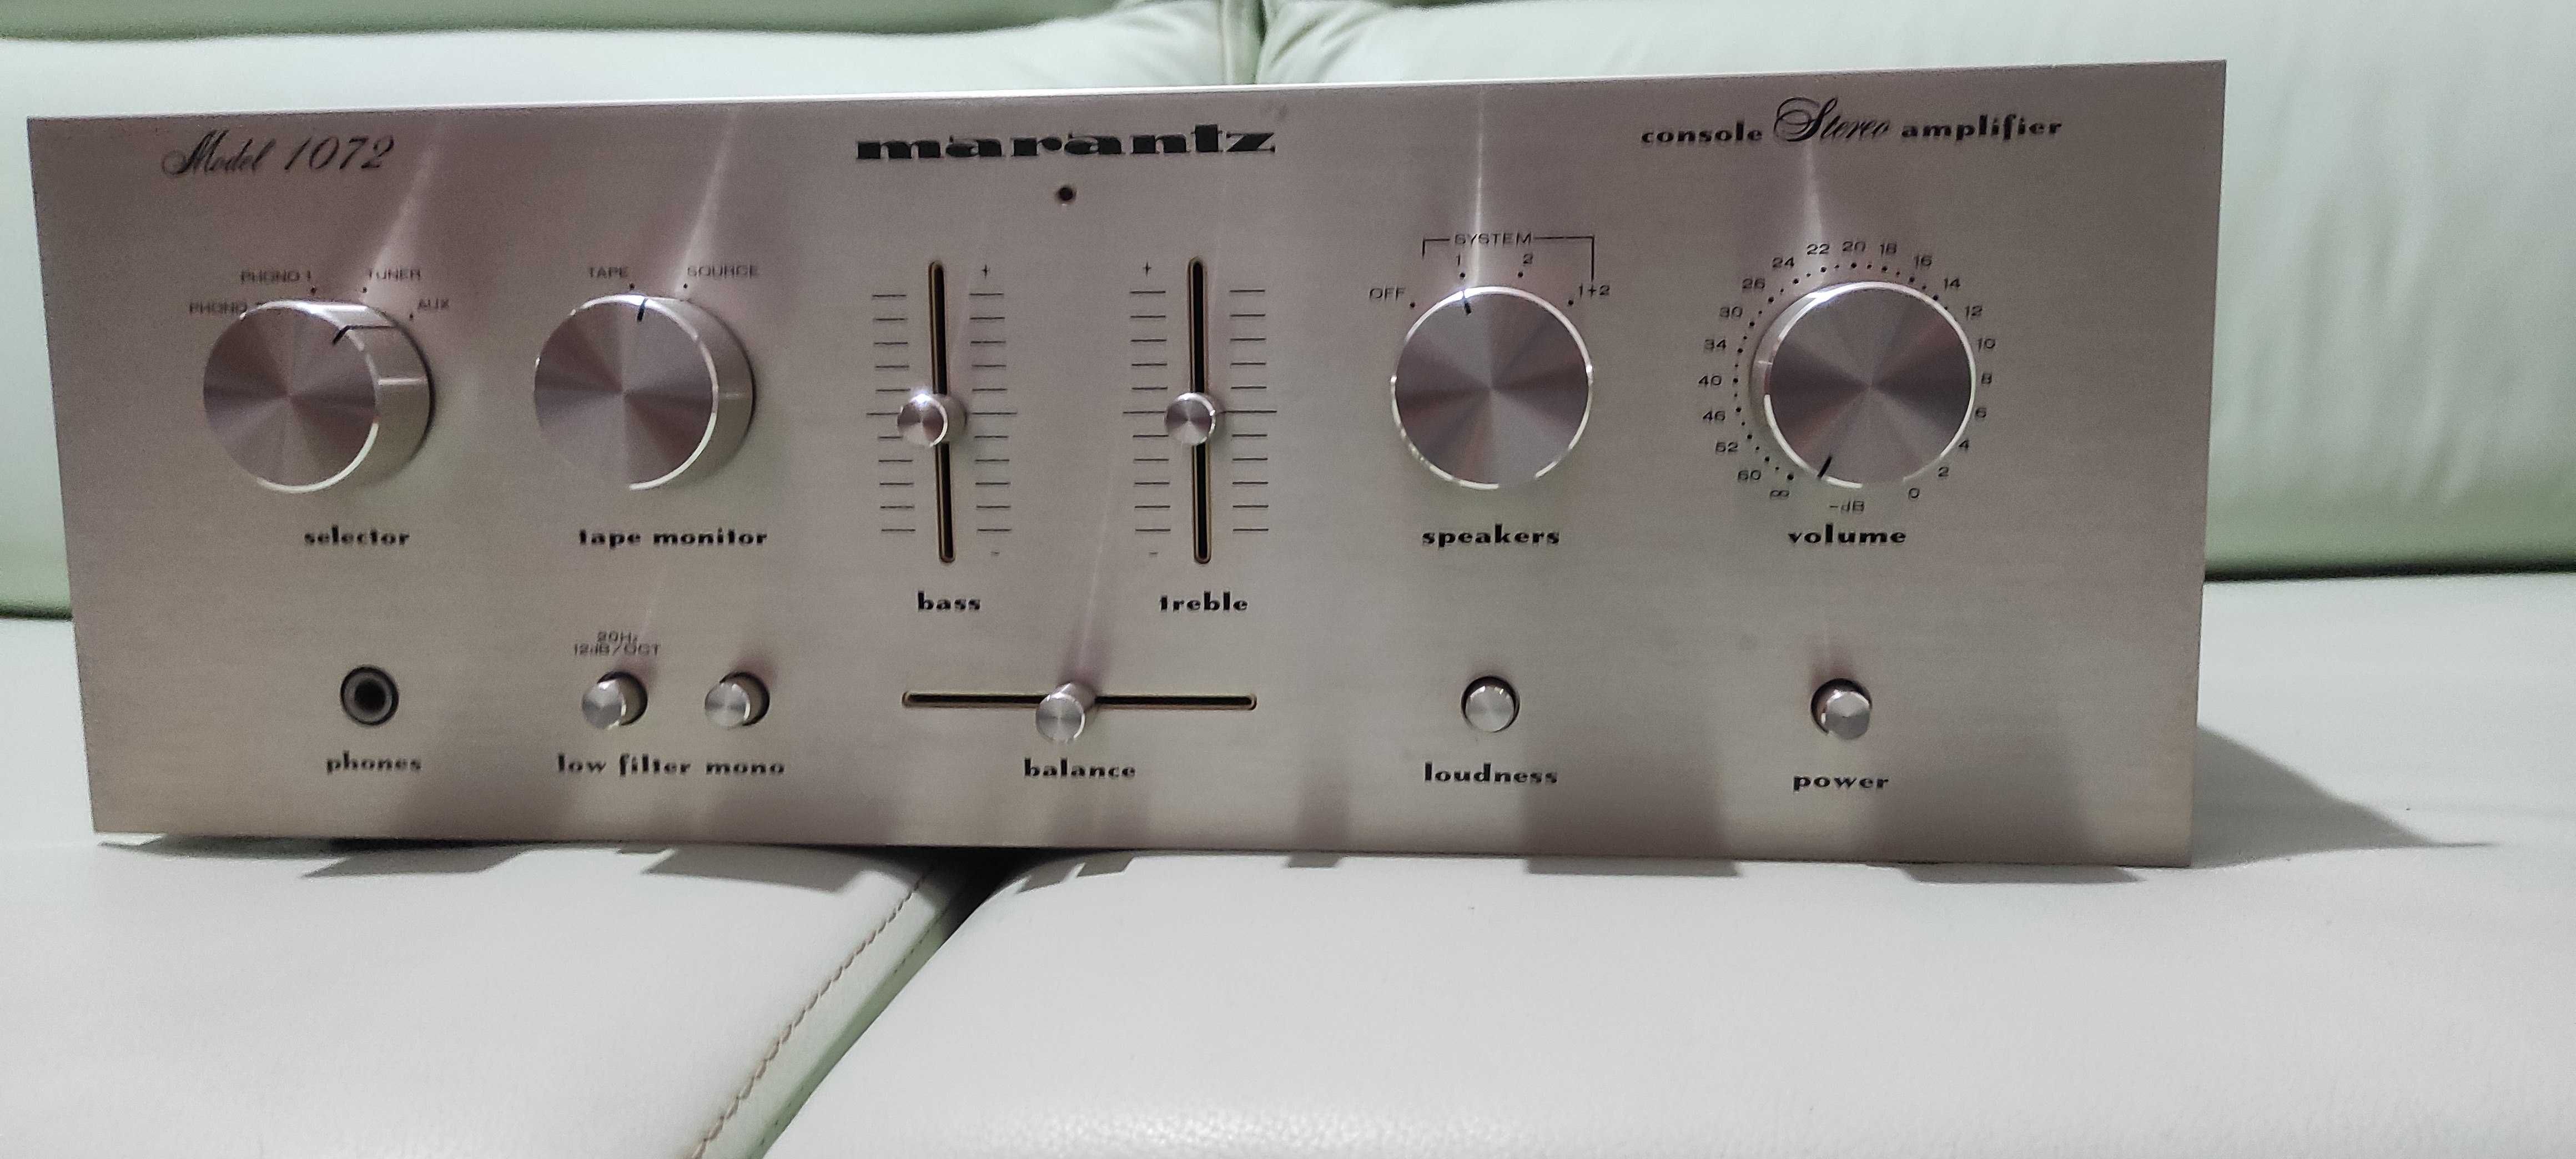 Model 1072
marantz
console Stereo amplifier
PHONO 1
TUNER
PHONO
AUX
selector
TAPE
SOURCE
tape monitor
+
-
bass
+
-
treble
SYSTEM
OFF
1
2
1+2
speakers
∞
60
52
46
40
34
30
26
24
22
20
18
16
14
12
10
8
6
4
2
0
-dB
volume
phones
20Hz
12dB/OCT
low filter
mono
balance
loudness
power